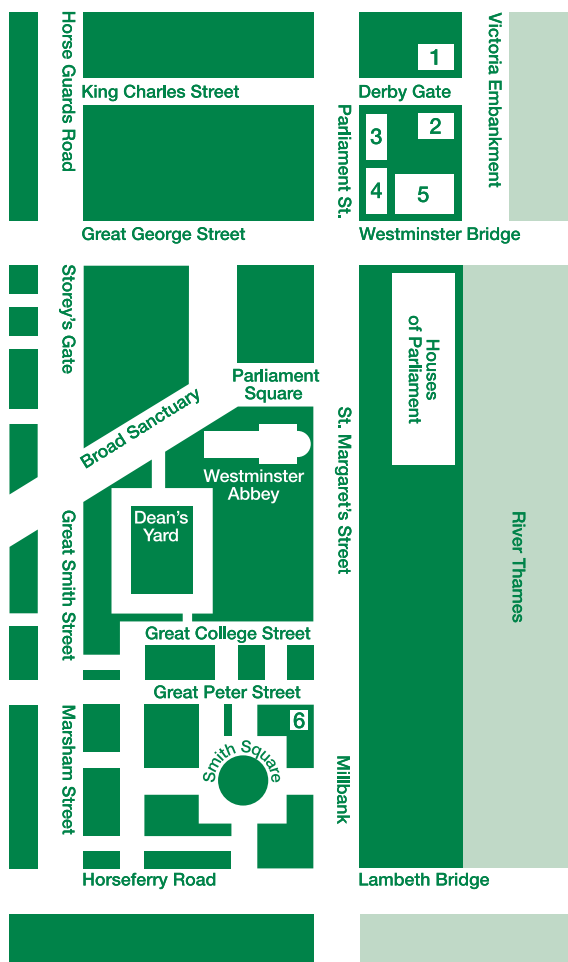 Horse Guards Road
King Charles Street
1
Derby Gate
Victoria Embankment
Parliament St.
3
2
4
5
Great George Street
Westminster Bridge
Storey's Gate
Houses
of Parliament
Parliament
Square
Broad Sanctuary
St. Margaret's Street
Westminster
Abbey
Dean's
Yard
Great Smith Street
River Thames
Great College Street
Great Peter Street
6
Marsham Street
Smith Square
Millbank
Horseferry Road
Lambeth Bridge